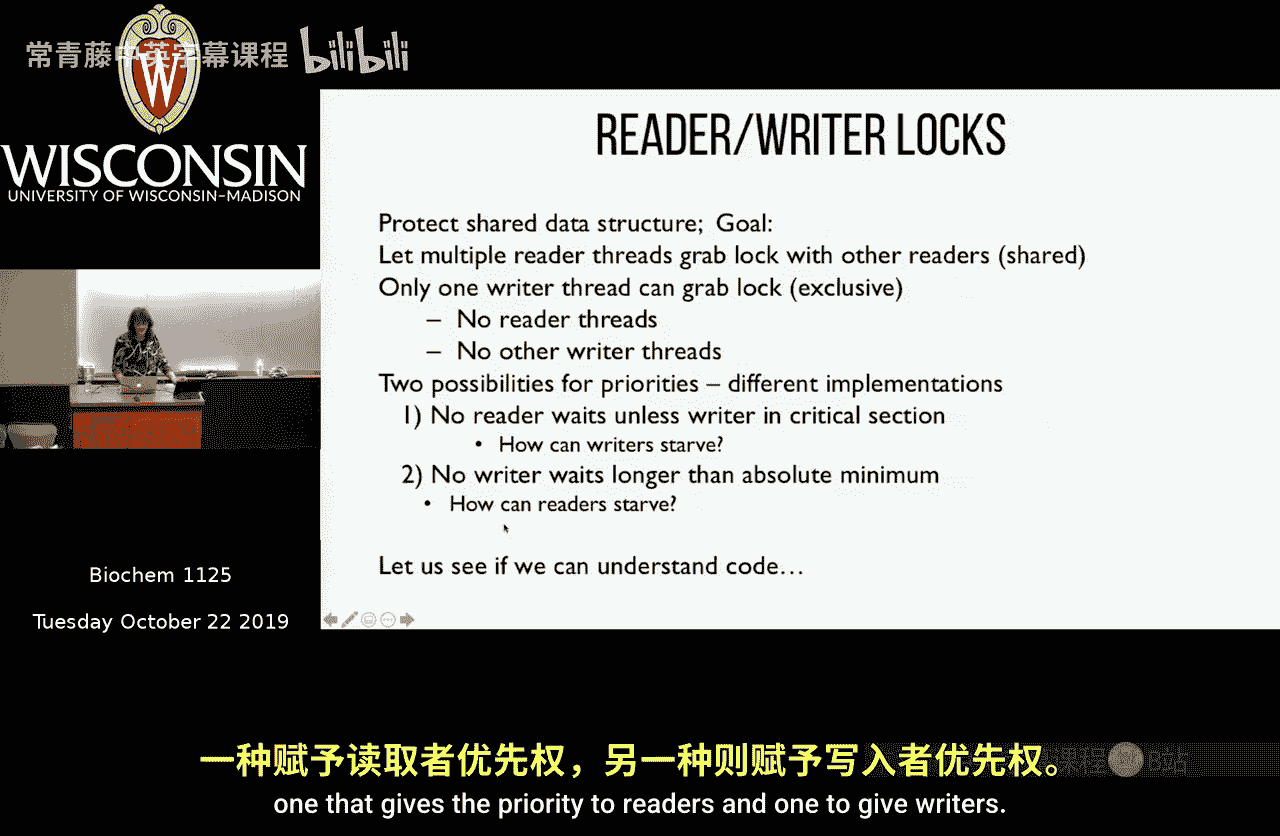 常青藤中英字幕课程 bilibili
W
WISCONSIN
UNIVERSITY OF WISCONSIN-MADISON
READER/WRITER LOCKS
Protect shared data structure; Goal:
Let multiple reader threads grab lock with other readers (shared)
Only one writer thread can grab lock (exclusive)
– No reader threads
– No other writer threads
Two possibilities for priorities – different implementations
1) No reader waits unless writer in critical section
• How can writers starve?
2) No writer waits longer than absolute minimum
• How can readers starve?
Let us see if we can understand code…
Biochem 1125
Tuesday October 22 2019
一种赋予读取者优先权，另一种则赋予写入者优先权。
课程 B站
one that gives the priority to readers and one to give writers.